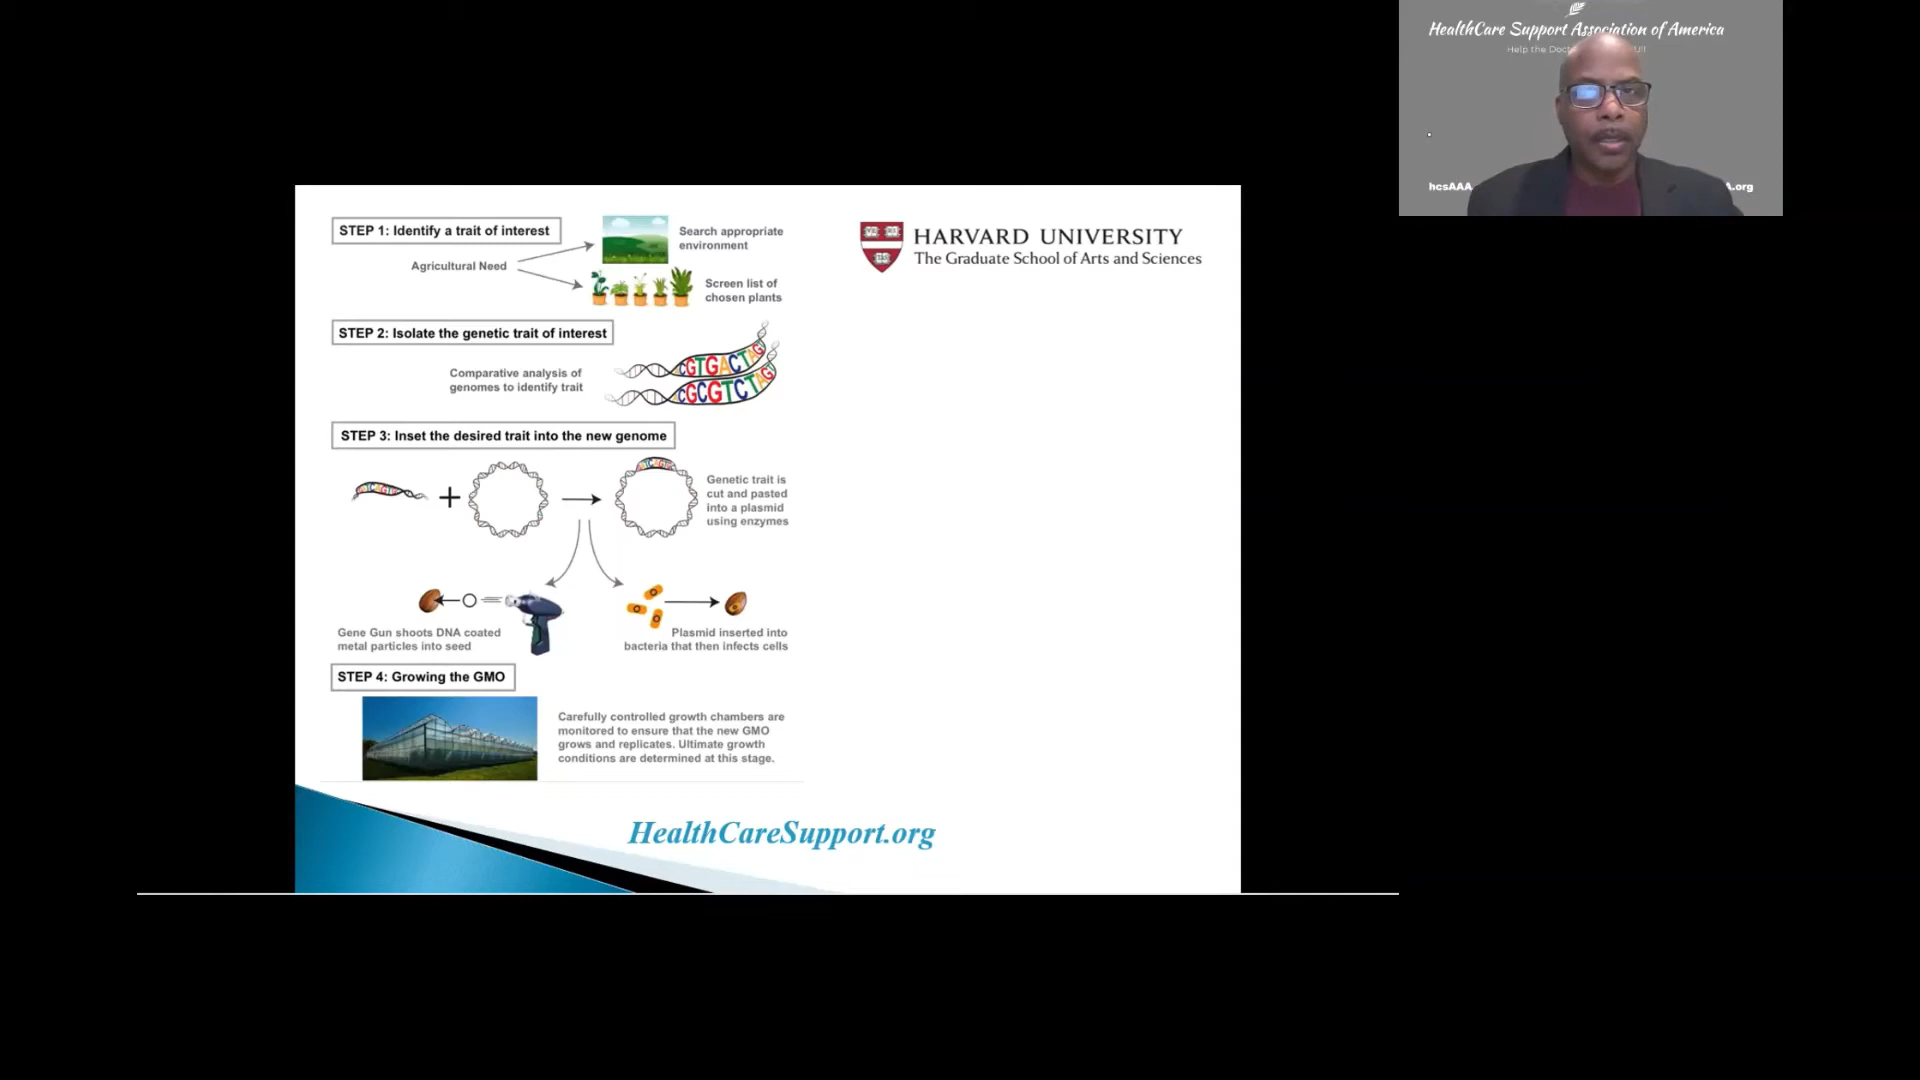 HealthCare Support Association of America
Help the
hcsAAA
.org
STEP 1: Identify a trait of interest
Agricultural Need
Search appropriate
environment
Screen list of
chosen plants
HARVARD UNIVERSITY
The Graduate School of Arts and Sciences
STEP 2: Isolate the genetic trait of interest
Comparative analysis of
genomes to identify trait
ACGTGACTAGT
ACGCGTCTAGT
STEP 3: Inset the desired trait into the new genome
+
Genetic trait is
cut and pasted
into a plasmid
using enzymes
Gene Gun shoots DNA coated
metal particles into seed
Plasmid inserted into
bacteria that then infects cells
STEP 4: Growing the GMO
Carefully controlled growth chambers are
monitored to ensure that the new GMO
grows and replicates. Ultimate growth
conditions are determined at this stage.
HealthCareSupport.org